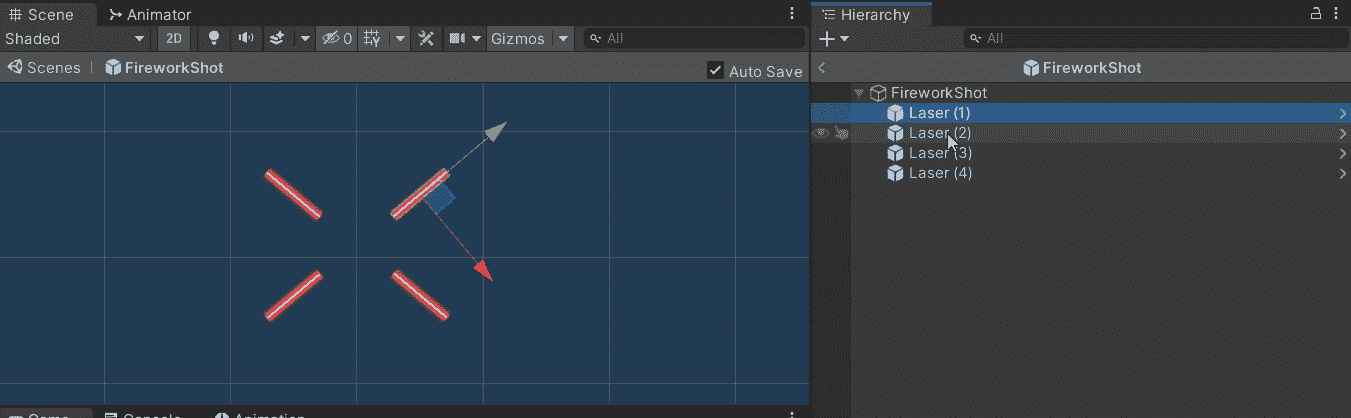 Scene
Animator
Shaded
2D
0
Gizmos
All
Scenes
FireworkShot
Auto Save
Game
Console
Animation
Hierarchy
All
FireworkShot
FireworkShot
Laser (1)
Laser (2)
Laser (3)
Laser (4)